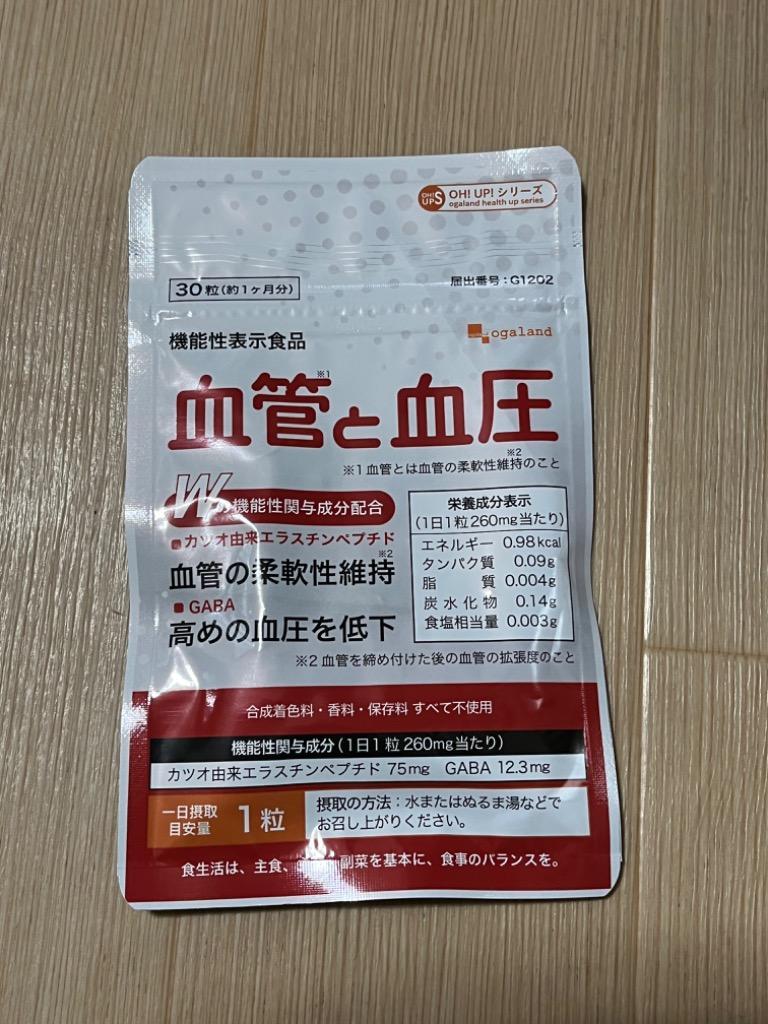 OH! UPS
OH! UP! シリーズ
ogaland health up series
30粒(約1ヶ月分)
届出番号:G1202
機能性表示食品
ogaland
血管※1と血圧
※1血管とは血管の柔軟性維持※2のこと
Wの機能性関与成分配合
■カツオ由来エラスチンペプチド
血管の柔軟性維持※2
■GABA
高めの血圧を低下
栄養成分表示
(1日1粒260mg当たり)
エネルギー 0.98kcal
タンパク質 0.09g
脂質 0.004g
炭水化物 0.14g
食塩相当量 0.003g
※2 血管を締め付けた後の血管の拡張度のこと
合成着色料・香料・保存料 すべて不使用
機能性関与成分(1日1粒260mg当たり)
カツオ由来エラスチンペプチド 75mg GABA 12.3mg
一日摂取
目安量
1粒
摂取の方法:水またはぬるま湯などで
お召し上がりください。
食生活は、主食、副菜を基本に、食事のバランスを。